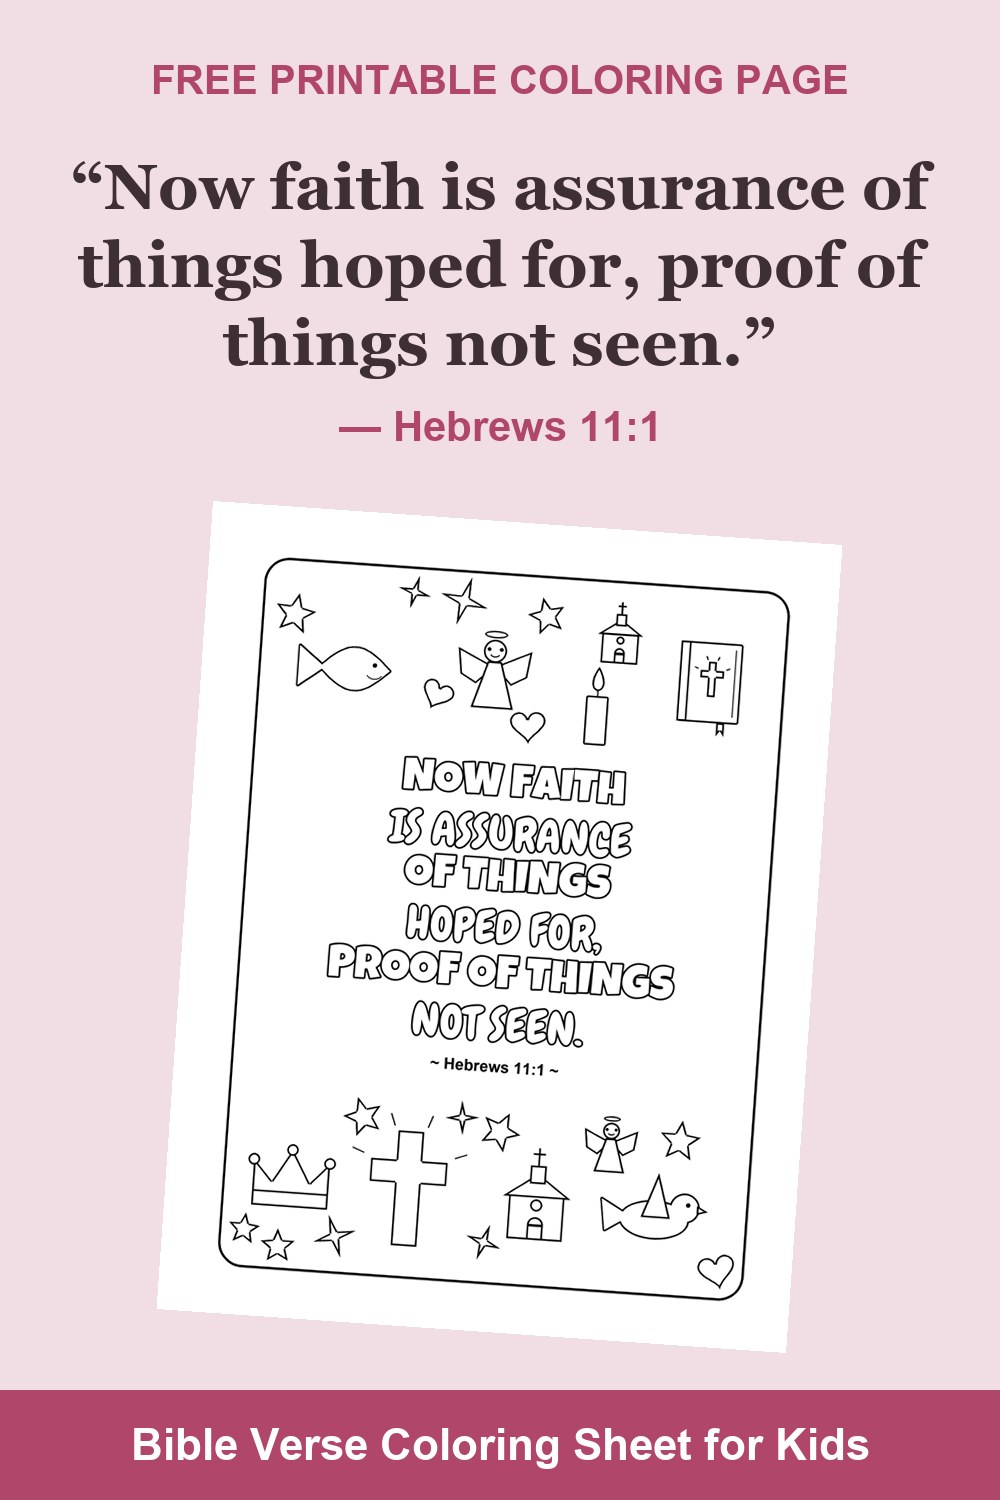 FREE PRINTABLE COLORING PAGE
“Now faith is assurance of
things hoped for, proof of
things not seen.”
— Hebrews 11:1
NOW FAITH
IS ASSURANCE
OF THINGS
HOPED FOR,
PROOF OF THINGS
NOT SEEN.
~ Hebrews 11:1 ~
Bible Verse Coloring Sheet for Kids